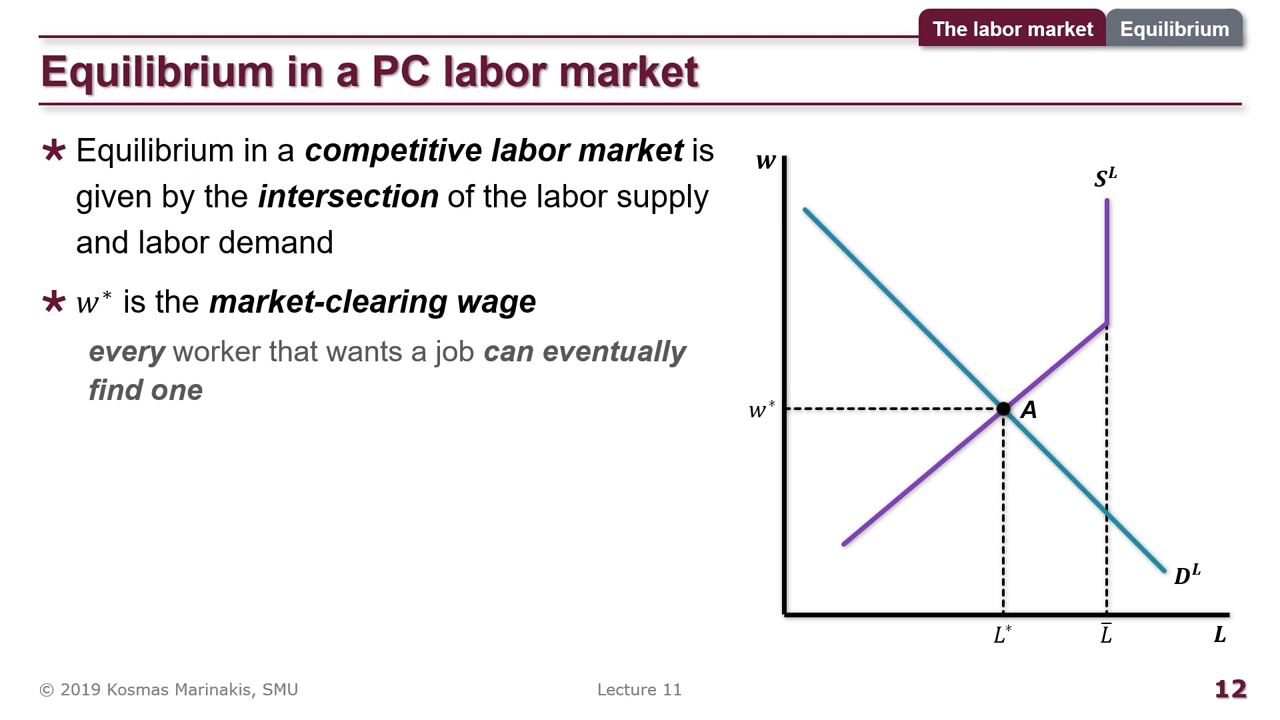 The labor market
Equilibrium
Equilibrium in a PC labor market
* Equilibrium in a competitive labor market is
given by the intersection of the labor supply
and labor demand
* w* is the market-clearing wage
every worker that wants a job can eventually
find one
w
S^L
w*
A
D^L
L*
L̅
L
© 2019 Kosmas Marinakis, SMU
Lecture 11
12